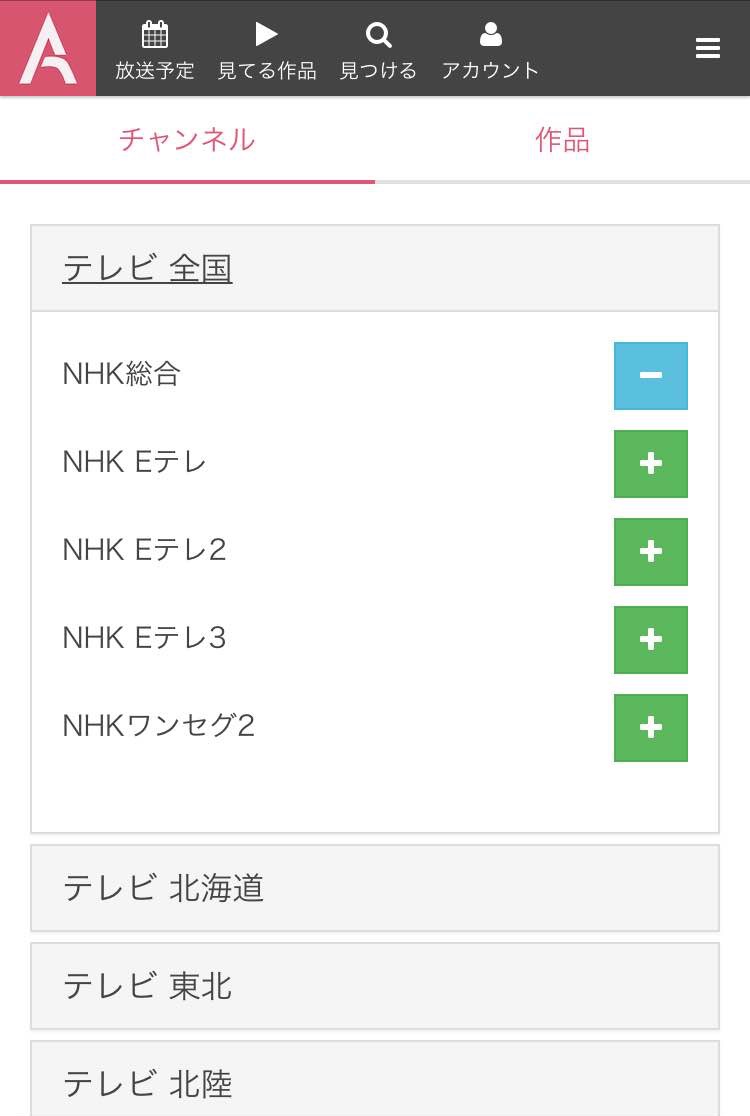 放送予定 見てる作品 見つける アカウント
チャンネル 作品
テレビ 全国
NHK総合
NHK Eテレ
NHK Eテレ2
NHK Eテレ3
NHKワンセグ2
テレビ 北海道
テレビ 東北
テレビ 北陸